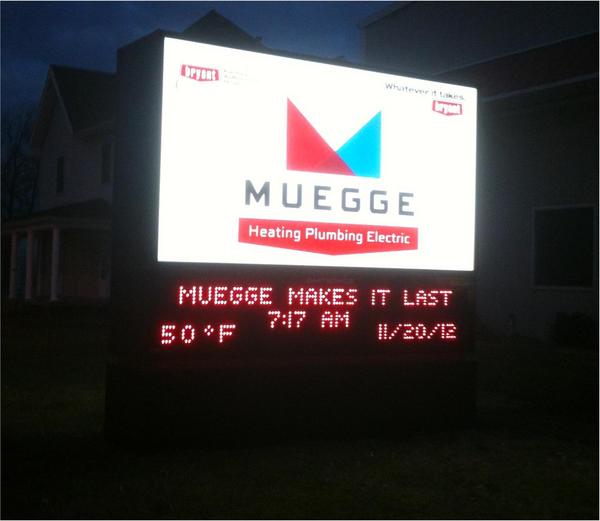 bryant
Whatever it takes.
bryant
MUEGGE
Heating Plumbing Electric
MUEGGE MAKES IT LAST
7:17 AM
50°F
11/20/12